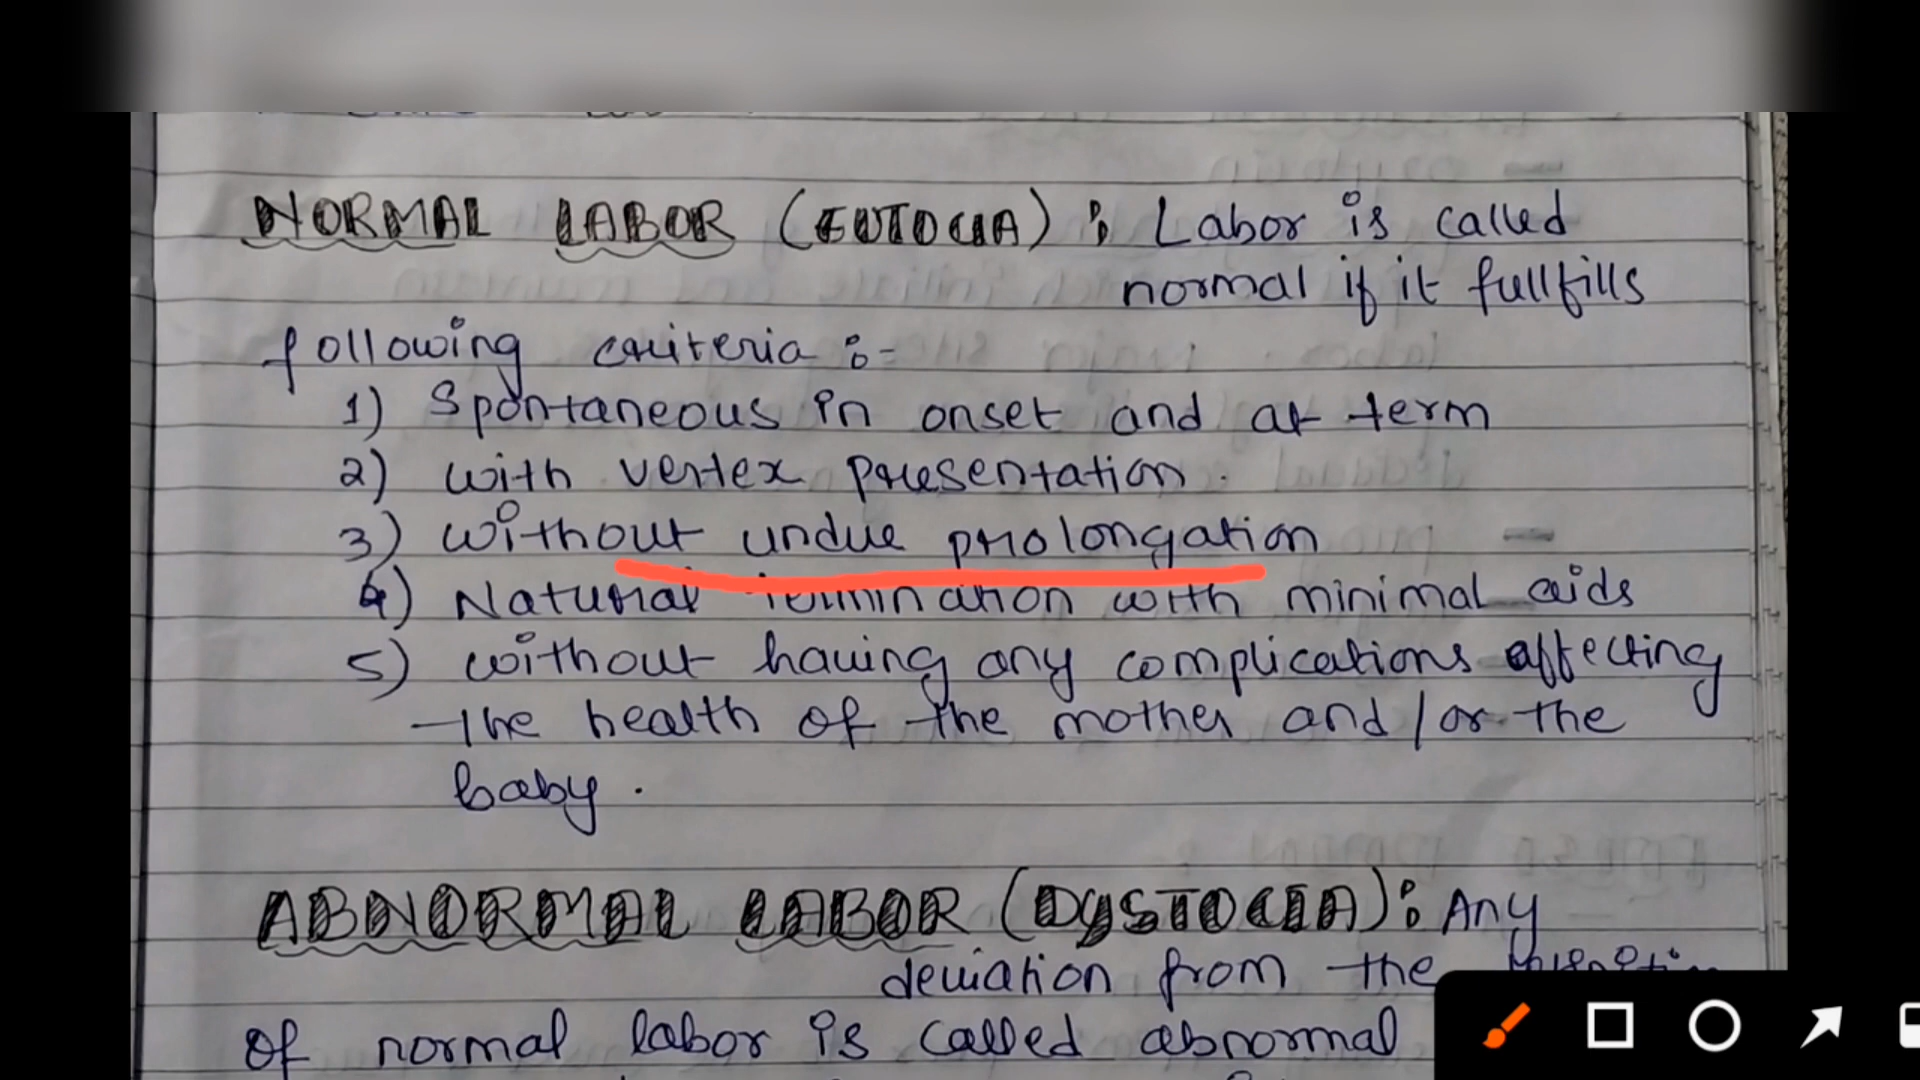 NORMAL LABOR (EUTOCIA) : Labor is called
normal if it fullfills
following criteria :-
1) Spontaneous in onset and at term
2) with vertex presentation.
3) without undue prolongation
4) Natural termination with minimal aids
5) without having any complications affecting
the health of the mother and / or the
baby.
ABNORMAL LABOR (DYSTOCIA) : Any
deviation from the
of normal labor is called abnormal